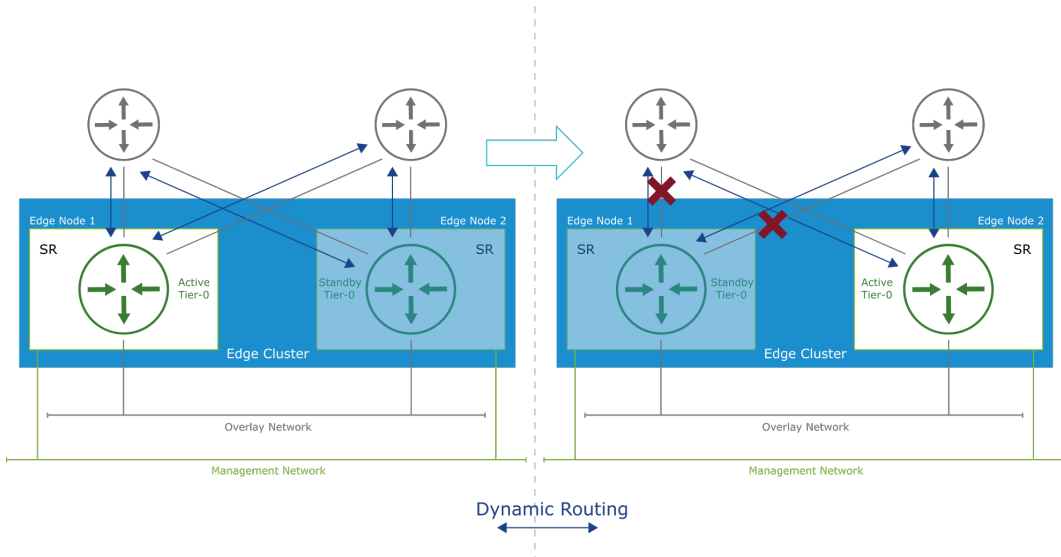 Edge Node 1
Edge Node 2
SR
SR
Active
Tier-0
Standby
Tier-0
Edge Cluster
Overlay Network
Management Network
Edge Node 1
Edge Node 2
SR
SR
Standby
Tier-0
Active
Tier-0
Edge Cluster
Overlay Network
Management Network
Dynamic Routing